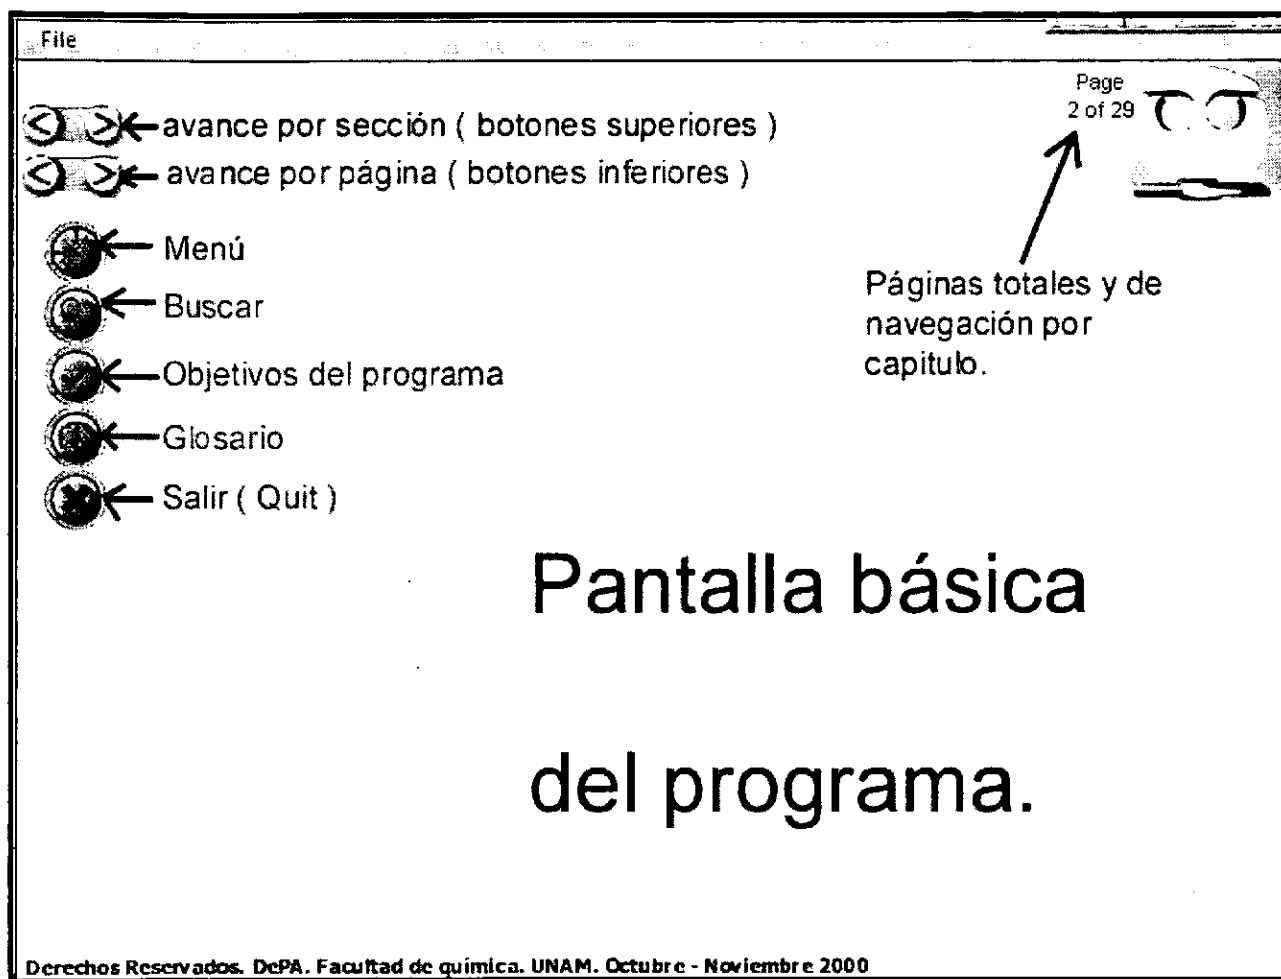 File
Page
2 of 29
avance por sección ( botones superiores )
avance por página ( botones inferiores )
Menú
Buscar
Objetivos del programa
Glosario
Salir ( Quit )
Páginas totales y de
navegación por
capitulo.
Pantalla básica
del programa.
Derechos Reservados. DePA. Facultad de química. UNAM. Octubre - Noviembre 2000